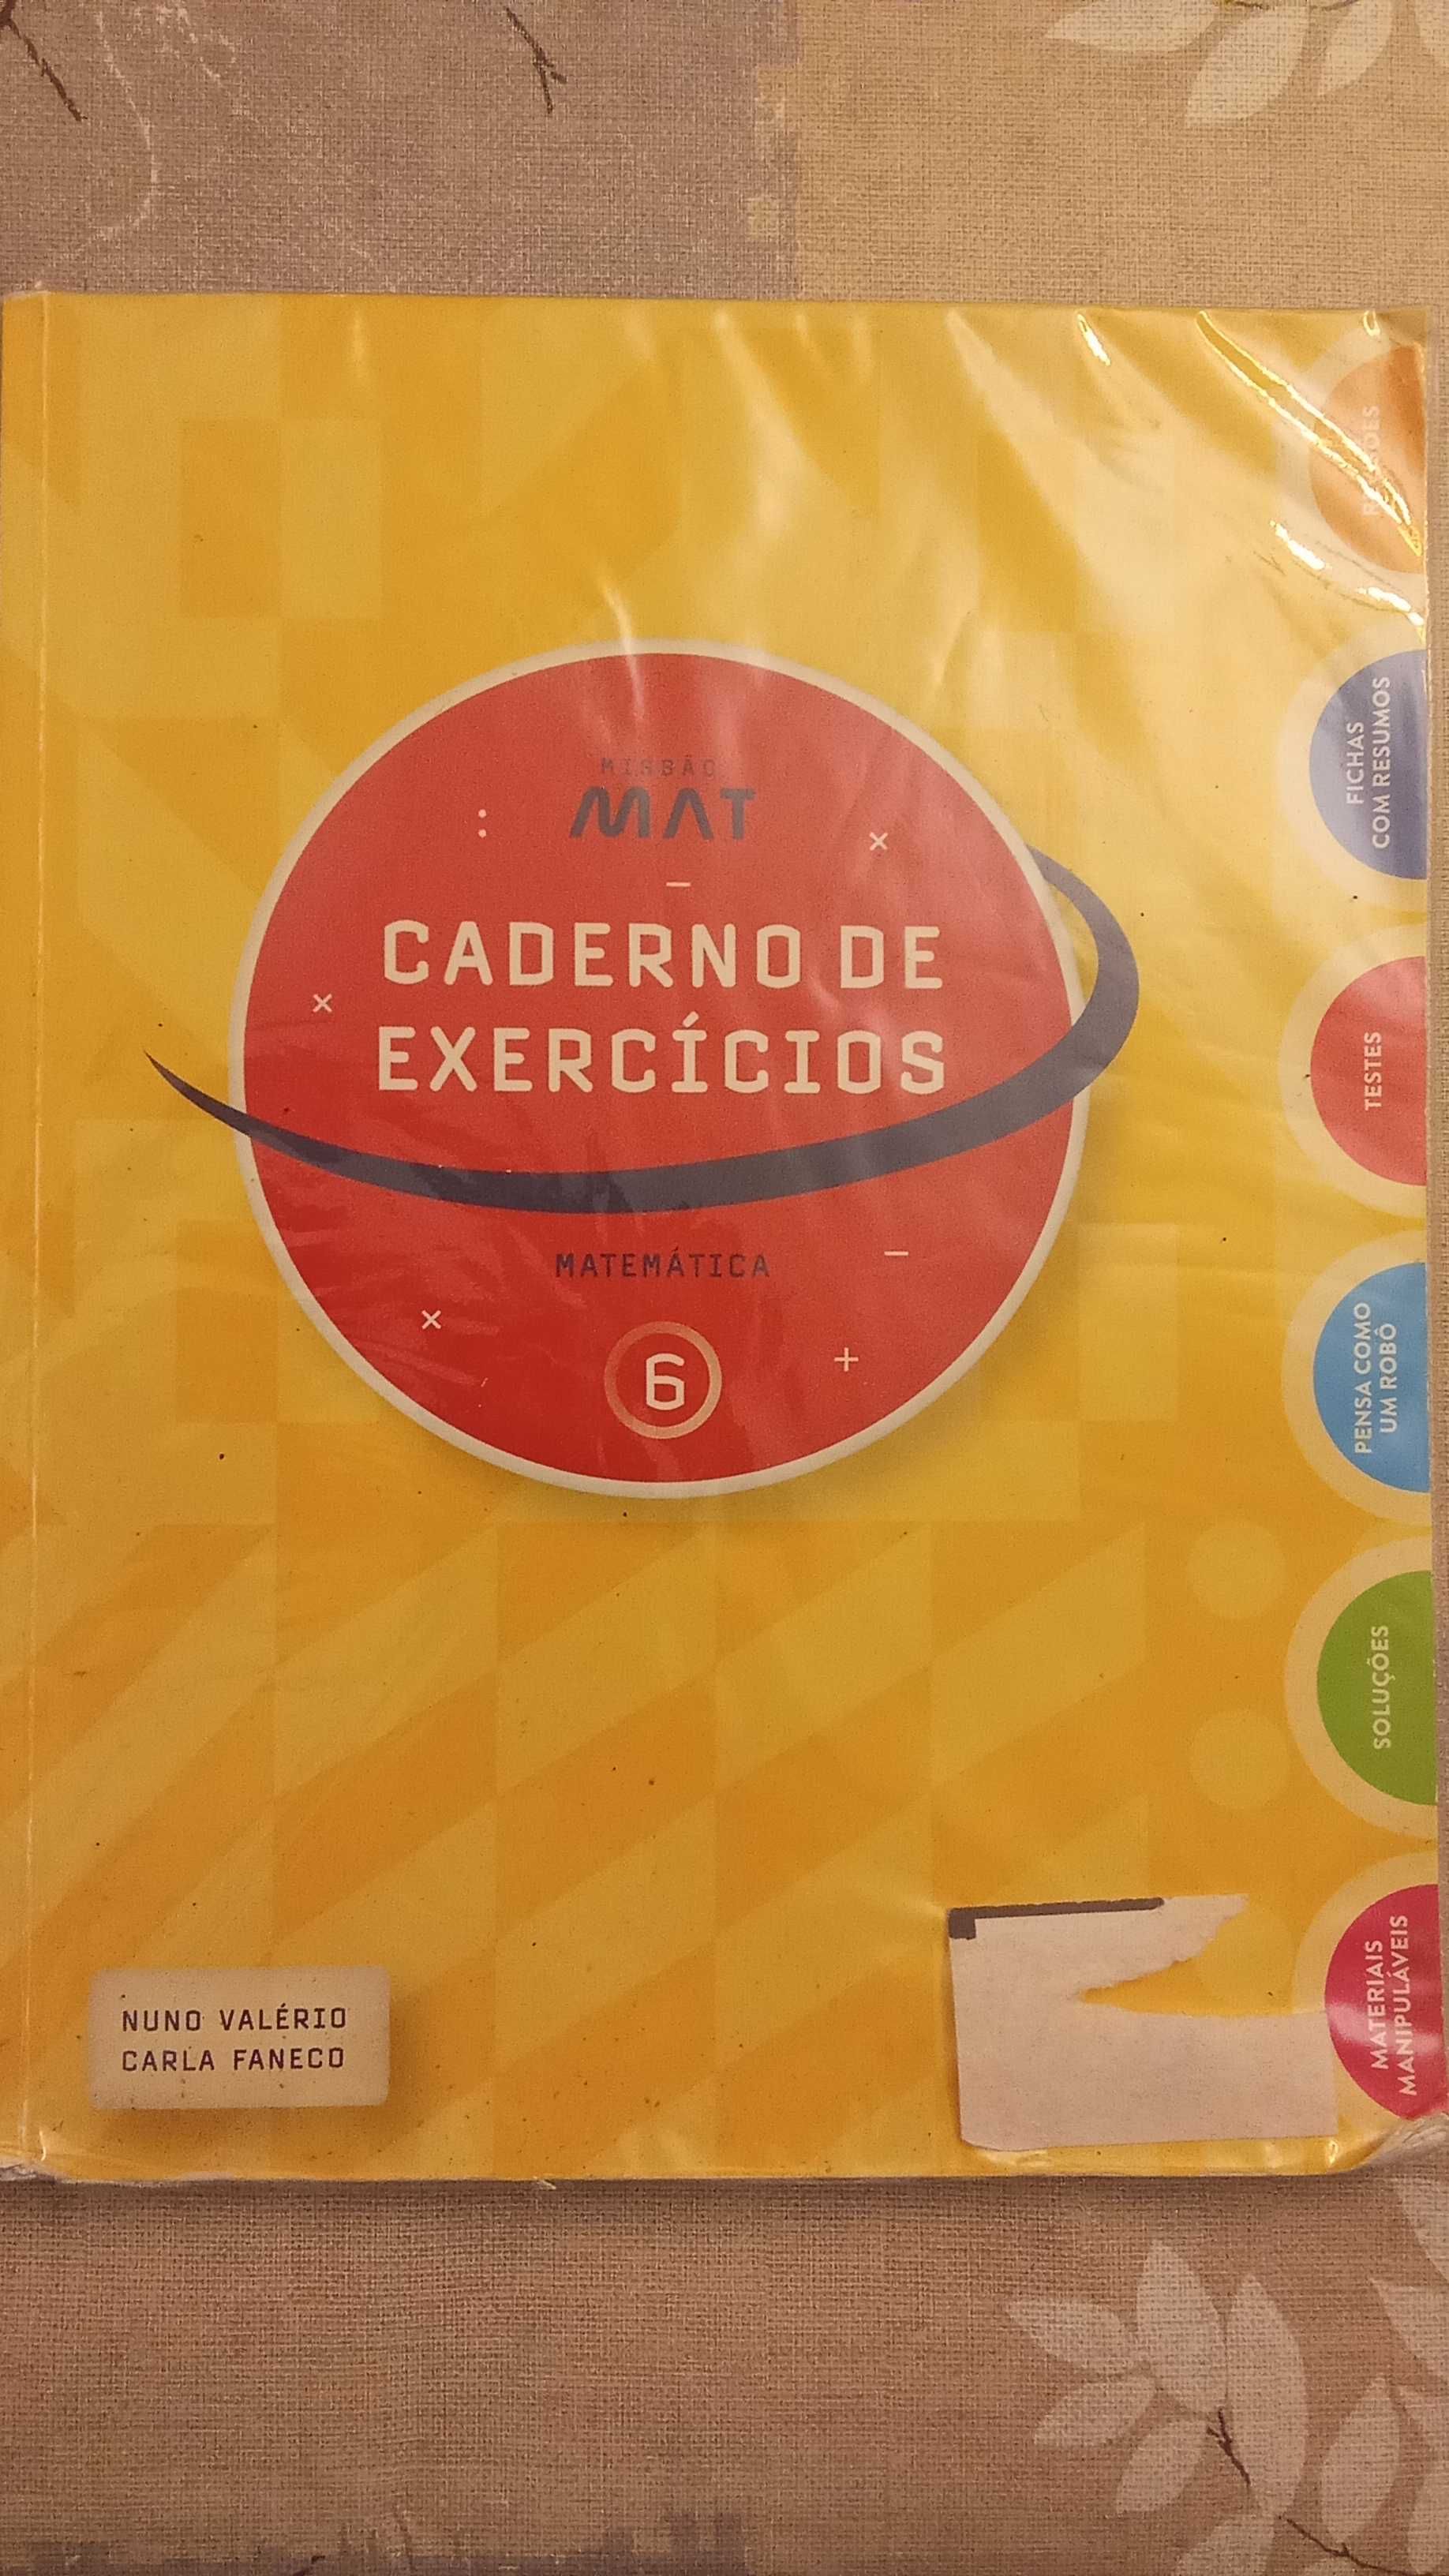 MISSÃO
MAT
CADERNO DE
EXERCÍCIOS
MATEMÁTICA
6
NUNO VALÉRIO
CARLA FANECO
FICHAS
COM RESUMOS
TESTES
PENSA COMO
UM ROBÔ
SOLUÇÕES
MATERIAIS
MANIPULÁVEIS